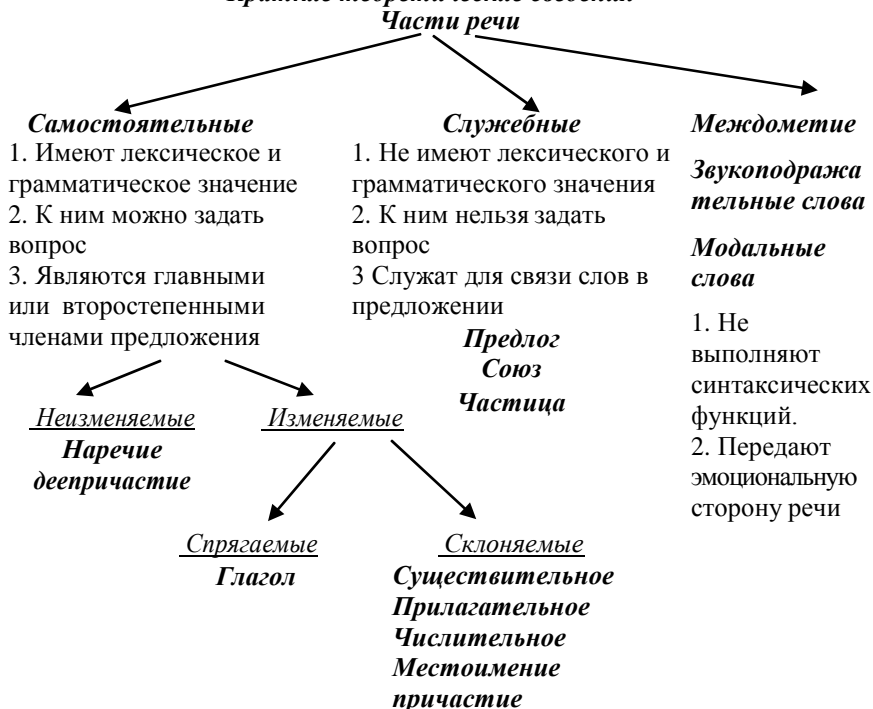 Краткие теоретические сведения
Части речи
Самостоятельные
1. Имеют лексическое и
грамматическое значение
2. К ним можно задать
вопрос
3. Являются главными
или второстепенными
членами предложения
Служебные
1. Не имеют лексического и
грамматического значения
2. К ним нельзя задать
вопрос
3 Служат для связи слов в
предложении
Предлог
Союз
Частица
Междометие
Звукоподража
тельные слова
Модальные
слова
1. Не
выполняют
синтаксических
функций.
2. Передают
эмоциональную
сторону речи
Неизменяемые
Наречие
деепричастие
Изменяемые
Спрягаемые
Глагол
Склоняемые
Существительное
Прилагательное
Числительное
Местоимение
причастие